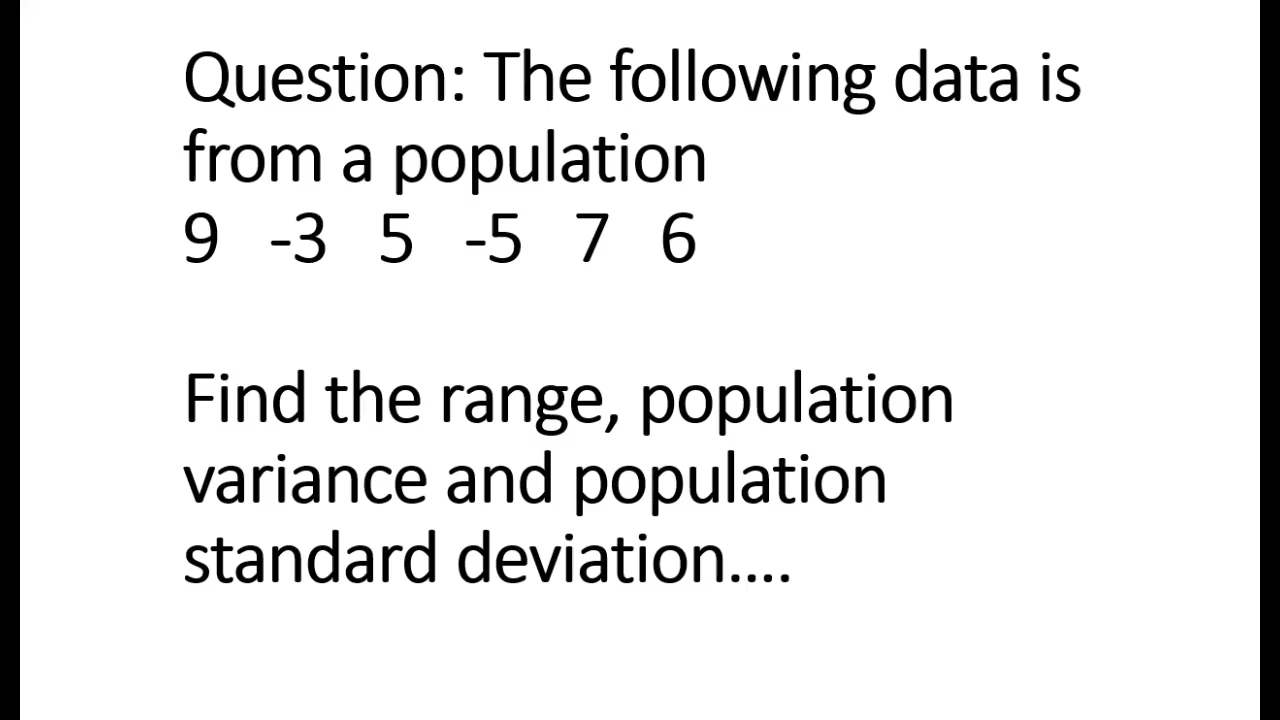 Question: The following data is
from a population
9 -3 5 -5 7 6
Find the range, population
variance and population
standard deviation....